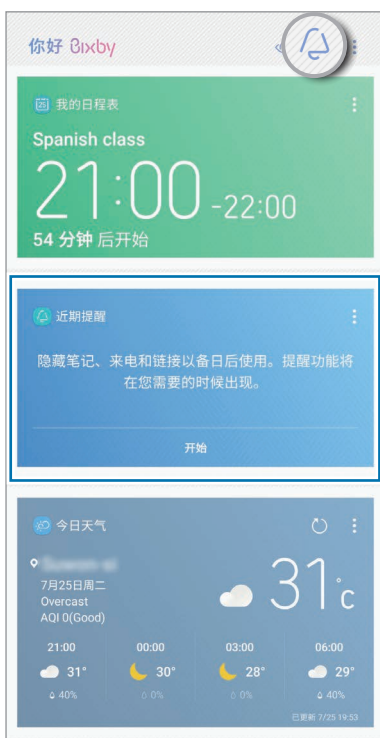 你好 Bixby
25
我的日程表
Spanish class
21:00 -22:00
54 分钟 后开始
近期提醒
隐藏笔记、来电和链接以备日后使用。提醒功能将
在您需要的时候出现。
开始
今日天气
7月25日周二
Overcast
AQI 0(Good)
31°c
21:00 00:00 03:00 06:00
31° 30° 28° 29°
40% 0% 0% 40%
已更新 7/25 19:53